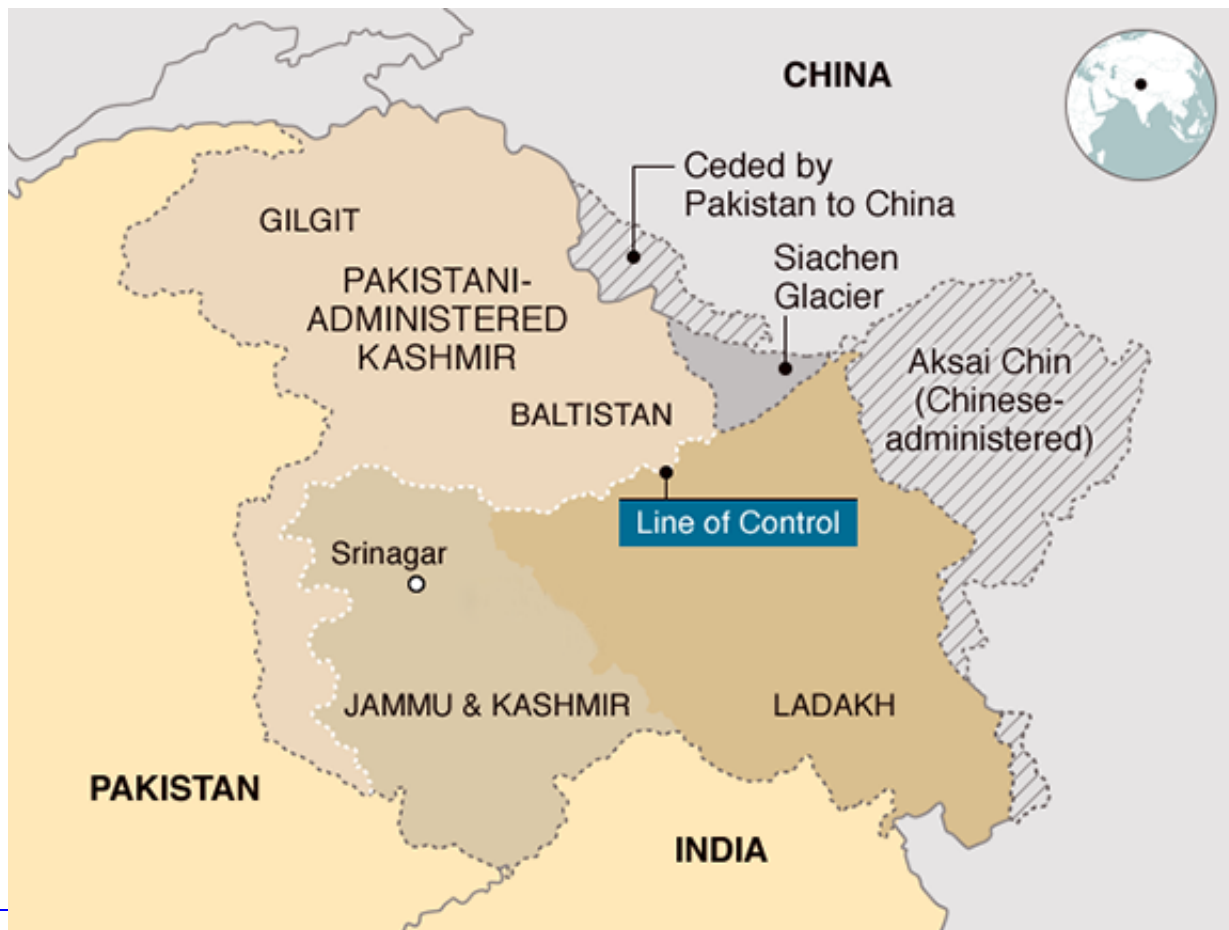 CHINA
Ceded by
Pakistan to China
GILGIT
Siachen
Glacier
PAKISTANI-
ADMINISTERED
KASHMIR
Aksai Chin
(Chinese-
administered)
BALTISTAN
Line of Control
Srinagar
JAMMU & KASHMIR
LADAKH
PAKISTAN
INDIA